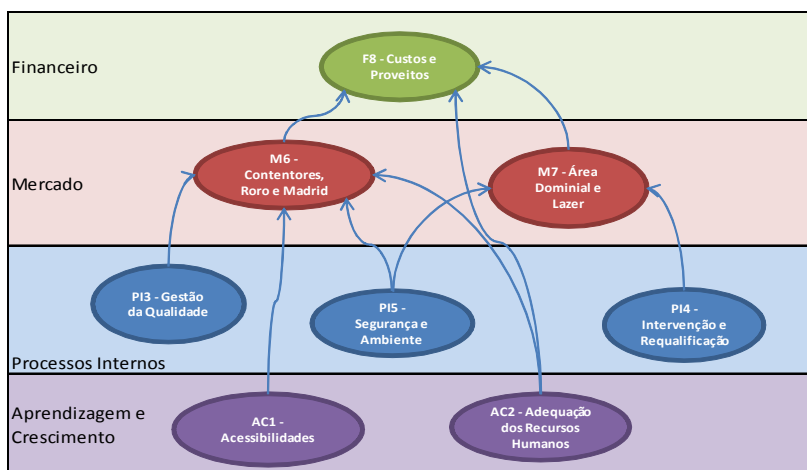 Financeiro
F8 - Custos e
Proveitos
Mercado
M6 -
Contentores,
Roro e Madrid
M7 - Área
Dominial e
Lazer
PI3 - Gestão
da Qualidade
PI5 -
Segurança e
Ambiente
PI4 -
Intervenção e
Requalificação
Processos Internos
Aprendizagem e
Crescimento
AC1 -
Acessibilidades
AC2 - Adequação
dos Recursos
Humanos